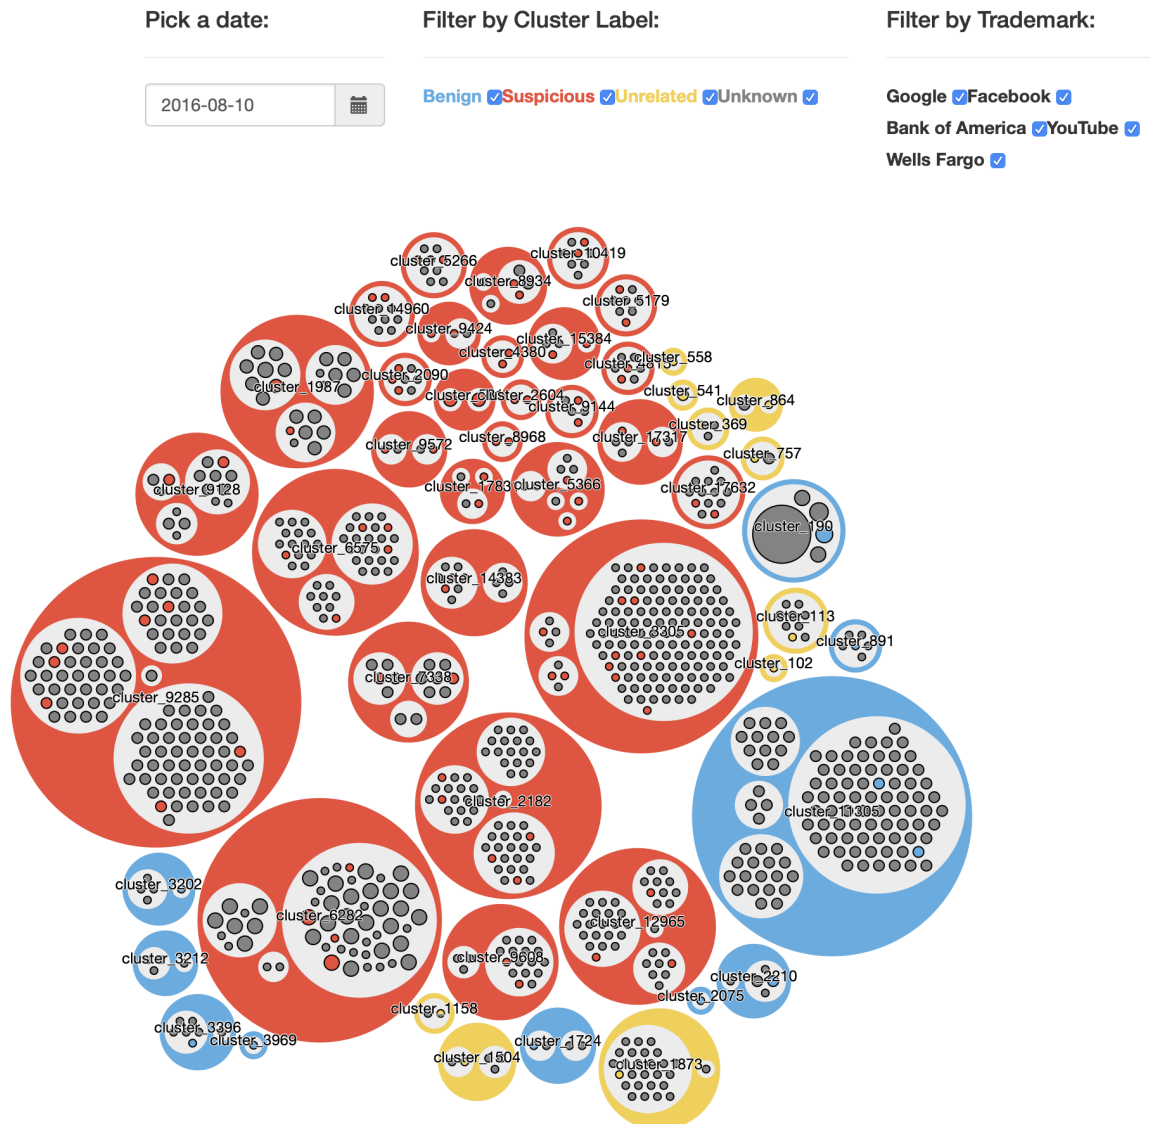 Pick a date:
Filter by Cluster Label:
Filter by Trademark:
2016-08-10
Benign Suspicious Unrelated Unknown
Google Facebook
Bank of America YouTube
Wells Fargo
cluster_10419
cluster_5266
cluster_8934
cluster_5179
cluster_14960
cluster_9424
cluster_15384
cluster_4380
cluster_558
cluster_2090
cluster_1987
cluster_541
cluster_2604
cluster_864
cluster_9144
cluster_369
cluster_8968
cluster_17317
cluster_9572
cluster_757
cluster_1783
cluster_5366
cluster_17632
cluster_9128
cluster_190
cluster_6575
cluster_14383
cluster_113
cluster_3305
cluster_891
cluster_102
cluster_7338
cluster_9285
cluster_2182
cluster_11305
cluster_3202
cluster_6282
cluster_12965
cluster_3212
cluster_9608
cluster_2210
cluster_2075
cluster_1158
cluster_3396
cluster_3969
cluster_1724
cluster_1504
cluster_1873